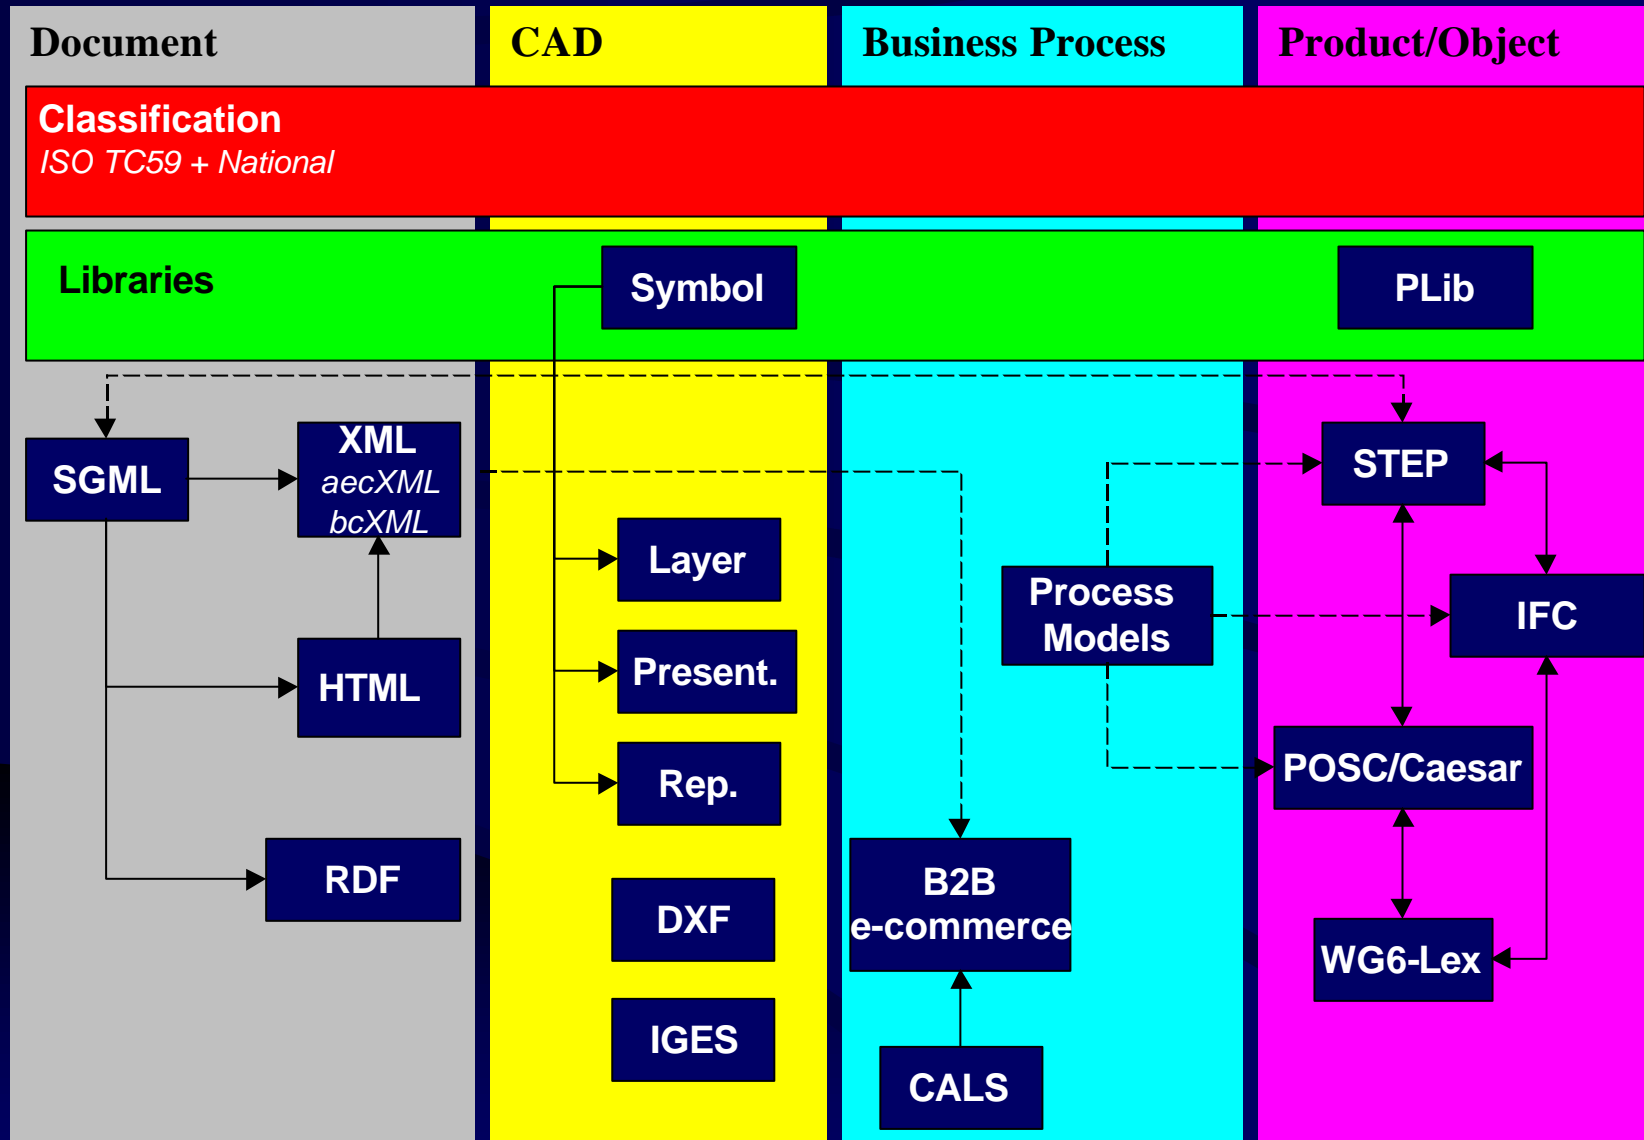 Document
CAD
Business Process
Product/Object
Classification
ISO TC59 + National
Libraries
Symbol
PLib
SGML
XML
aecXML
bcXML
STEP
Layer
Process
Models
IFC
Present.
HTML
Rep.
POSC/Caesar
RDF
DXF
B2B
e-commerce
WG6-Lex
IGES
CALS